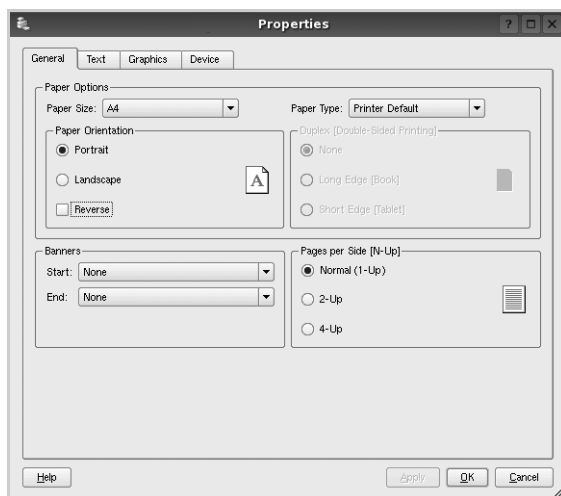 Properties
General Text Graphics Device
Paper Options
Paper Size: A4 Paper Type: Printer Default
Paper Orientation Duplex [Double-Sided Printing]
Portrait None
Landscape A Long Edge [Book]
Reverse Short Edge [Tablet]
Banners Pages per Side [N-Up]
Start: None Normal (1-Up)
End: None 2-Up
4-Up
Help Apply OK Cancel